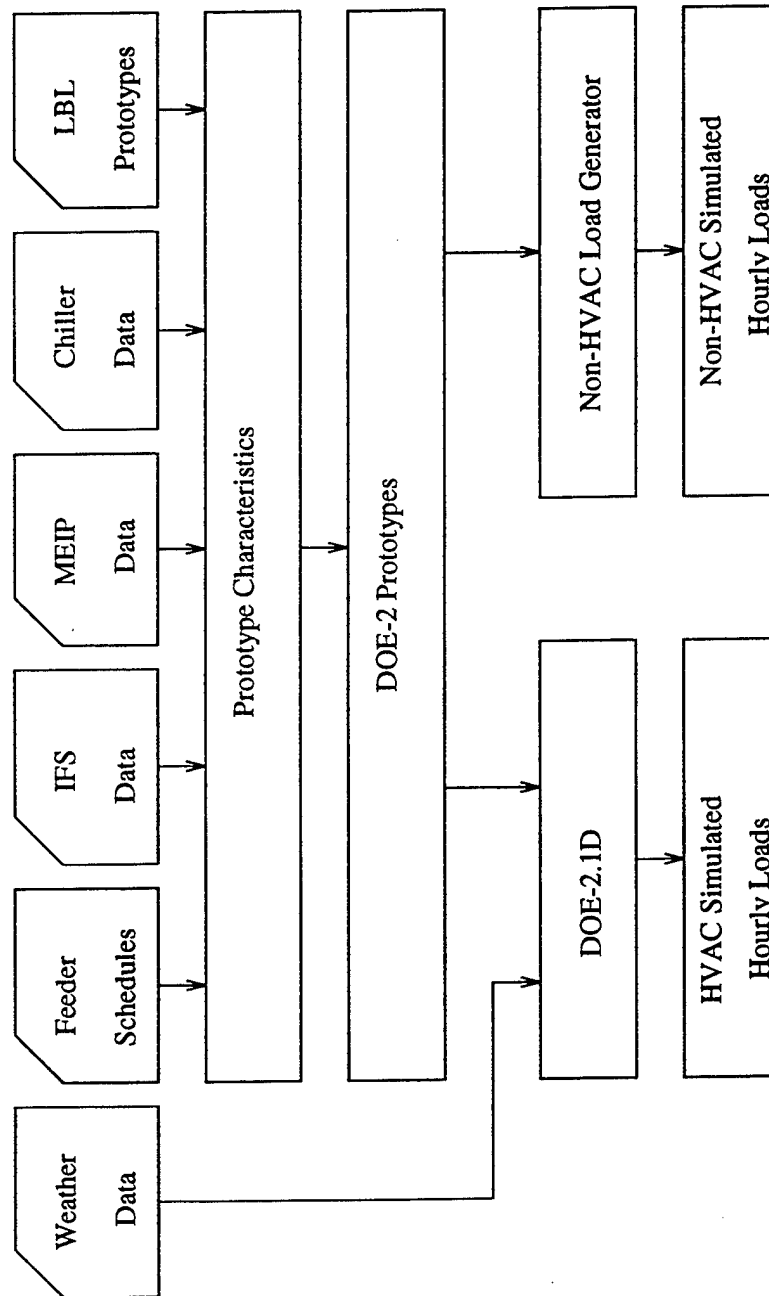 Weather
Data
Feeder
Schedules
IFS
Data
MEIP
Data
Chiller
Data
LBL
Prototypes
Prototype Characteristics
DOE-2 Prototypes
DOE-2.1D
Non-HVAC Load Generator
HVAC Simulated
Hourly Loads
Non-HVAC Simulated
Hourly Loads